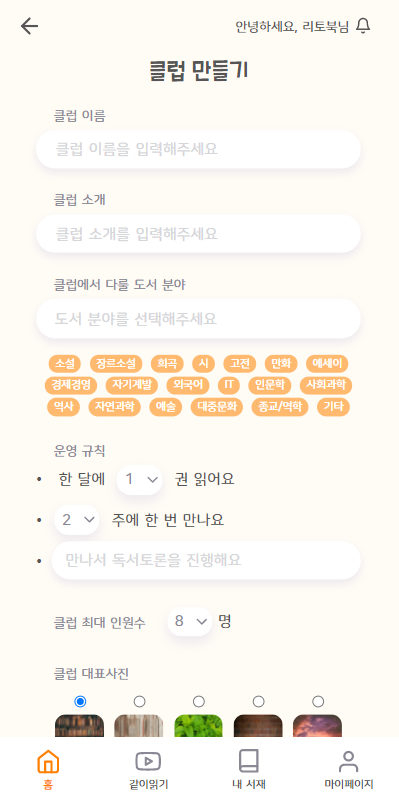 안녕하세요, 리토북님
클럽 만들기
클럽 이름
클럽 이름을 입력해주세요
클럽 소개
클럽 소개를 입력해주세요
클럽에서 다룰 도서 분야
도서 분야를 선택해주세요
소설 장르소설 희곡 시 고전 만화 에세이
경제경영 자기계발 외국어 IT 인문학 사회과학
역사 자연과학 예술 대중문화 종교/역학 기타
운영 규칙
• 한 달에 1 권 읽어요
• 2 주에 한 번 만나요
• 만나서 독서토론을 진행해요
클럽 최대 인원수 8 명
클럽 대표사진
홈 같이읽기 내 서재 마이페이지